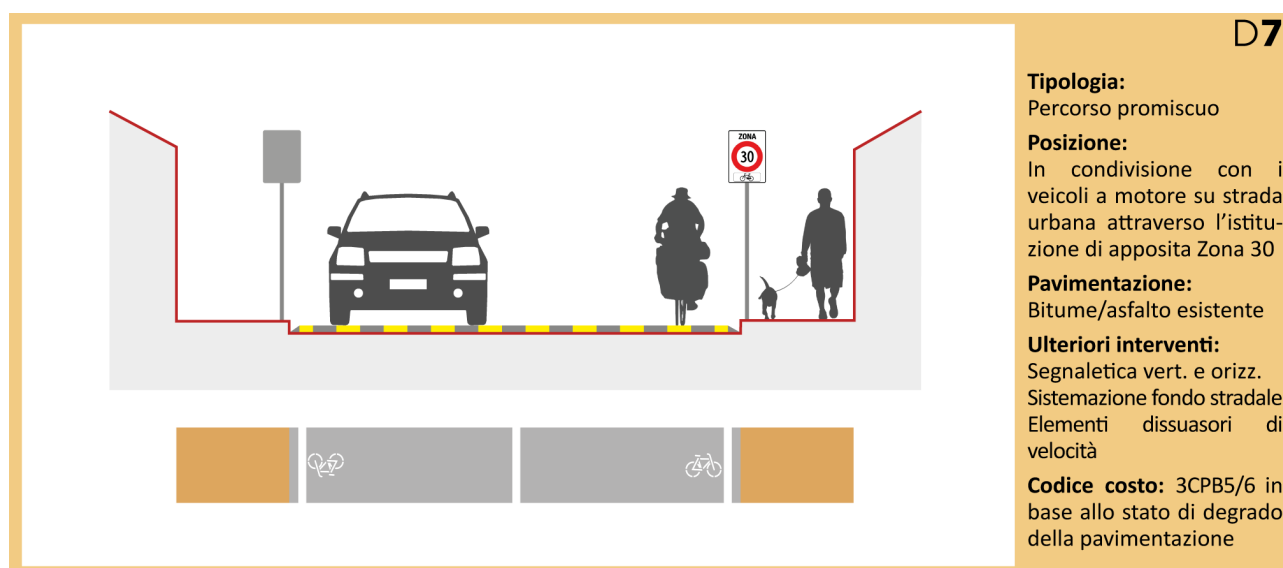 D7
ZONA
30
Tipologia:
Percorso promiscuo
Posizione:
In condivisione con i
veicoli a motore su strada
urbana attraverso l'istitu-
zione di apposita Zona 30
Pavimentazione:
Bitume/asfalto esistente
Ulteriori interventi:
Segnaletica vert. e orizz.
Sistemazione fondo stradale
Elementi dissuasori di
velocità
Codice costo: 3CPB5/6 in
base allo stato di degrado
della pavimentazione